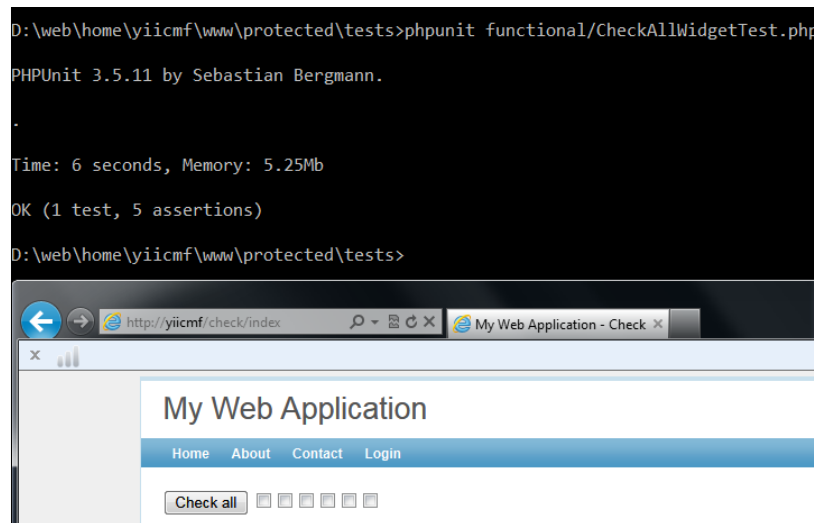 D:\web\home\yiicmf\www\protected\tests>phpunit functional/CheckAllWidgetTest.php
PHPUnit 3.5.11 by Sebastian Bergmann.
.
Time: 6 seconds, Memory: 5.25Mb
OK (1 test, 5 assertions)
D:\web\home\yiicmf\www\protected\tests>
http://yiicmf/check/index
My Web Application - Check
My Web Application
Home About Contact Login
Check all